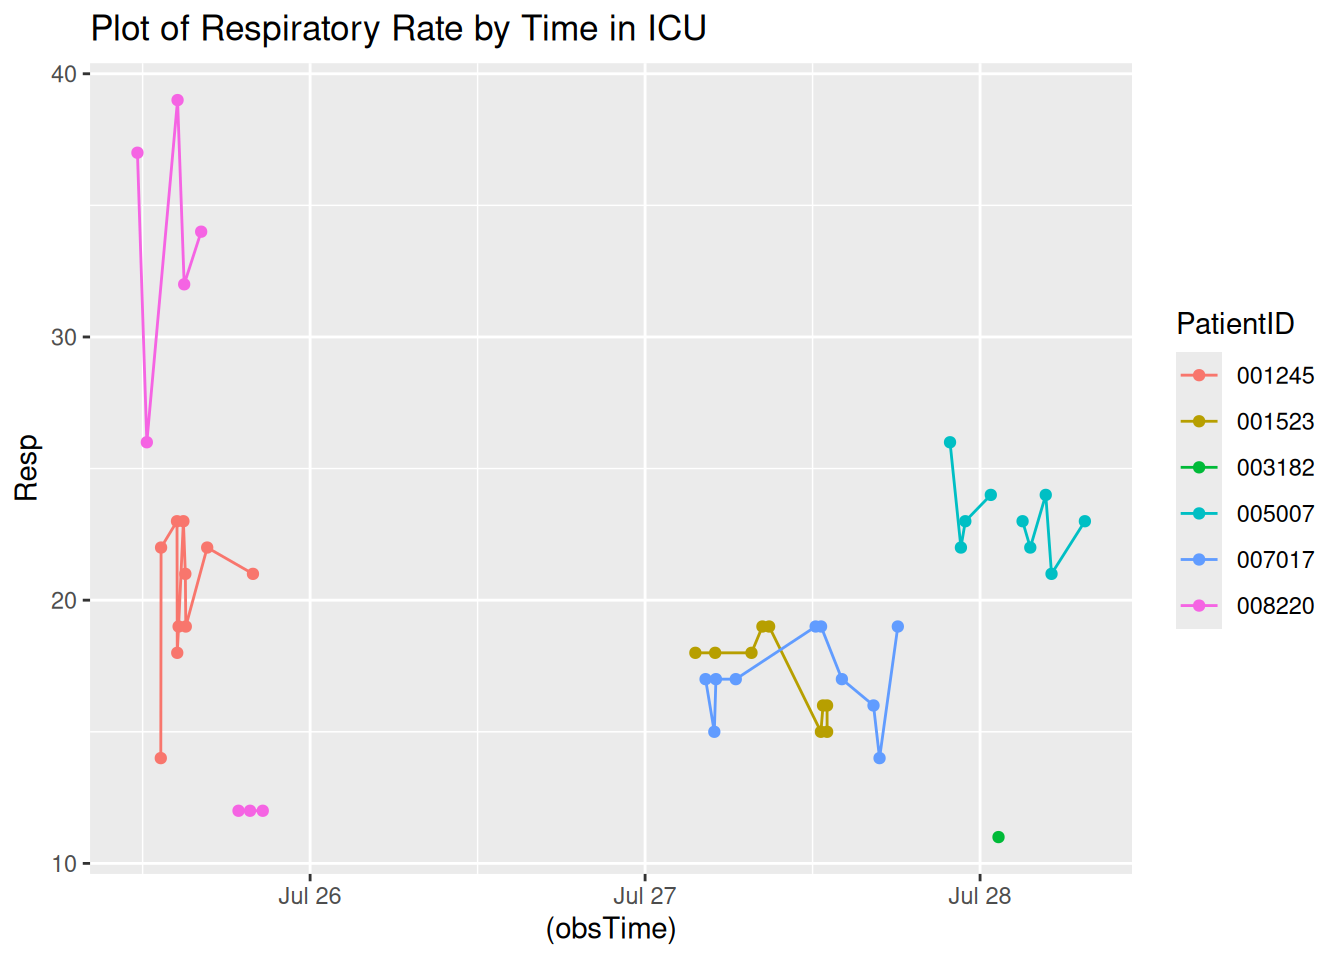 Plot of Respiratory Rate by Time in ICU
40
30
20
10
Resp
Jul 26
Jul 27
Jul 28
(obsTime)
PatientID
001245
001523
003182
005007
007017
008220